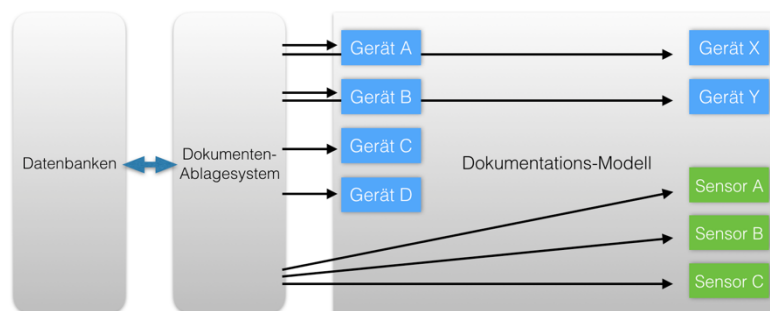 Datenbanken
Dokumenten-
Ablagesystem
Gerät A
Gerät B
Gerät C
Gerät D
Dokumentations-Modell
Gerät X
Gerät Y
Sensor A
Sensor B
Sensor C